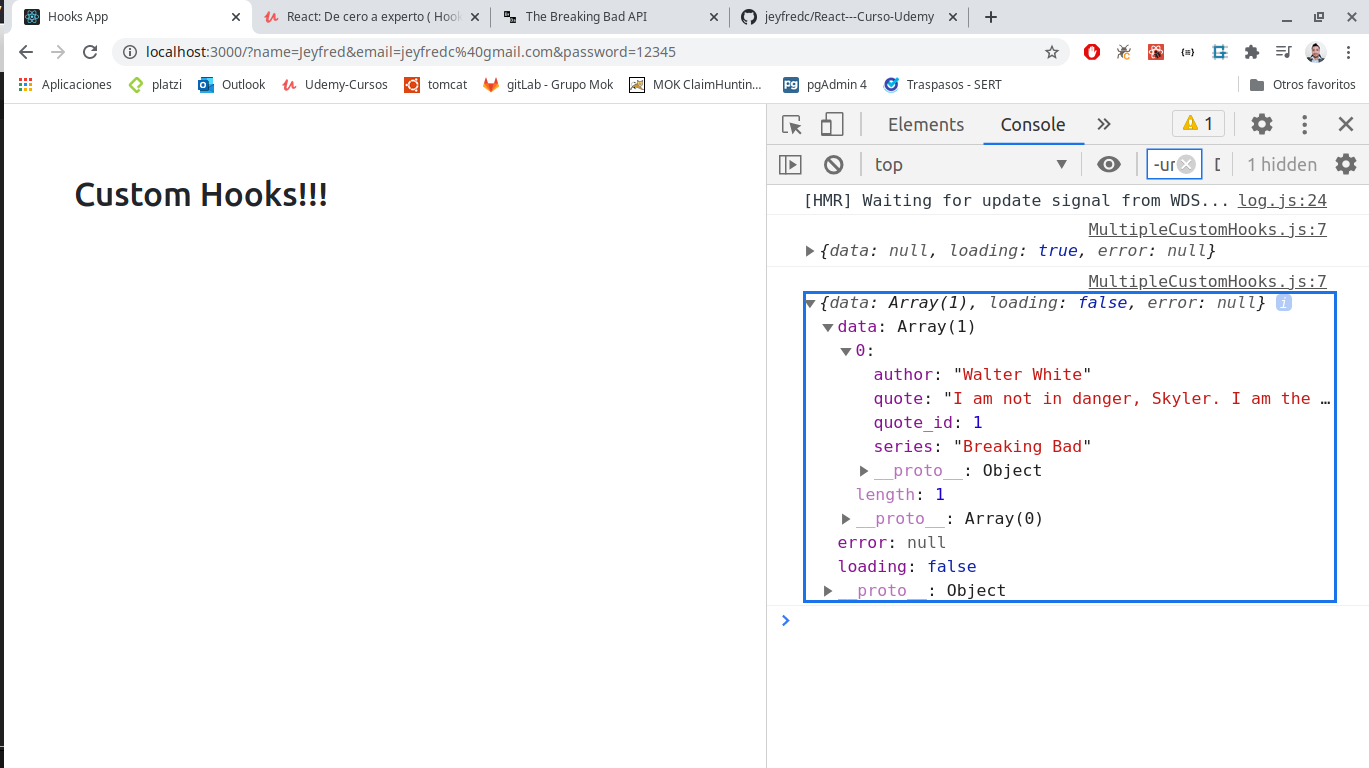 Hooks App
React: De cero a experto ( Hook
The Breaking Bad API
jeyfredc/React---Curso-Udemy
localhost:3000/?name=Jeyfred&email=jeyfredc%40gmail.com&password=12345
Aplicaciones
platzi
Outlook
Udemy-Cursos
tomcat
gitLab - Grupo Mok
MOK ClaimHuntin...
pgAdmin 4
Traspasos - SERT
Otros favoritos
Custom Hooks!!!
Elements
Console
1
top
-ur
1 hidden
[HMR] Waiting for update signal from WDS... log.js:24
MultipleCustomHooks.js:7
{data: null, loading: true, error: null}
MultipleCustomHooks.js:7
{data: Array(1), loading: false, error: null} i
data: Array(1)
0:
author: "Walter White"
quote: "I am not in danger, Skyler. I am the …
quote_id: 1
series: "Breaking Bad"
__proto__: Object
length: 1
__proto__: Array(0)
error: null
loading: false
__proto__: Object